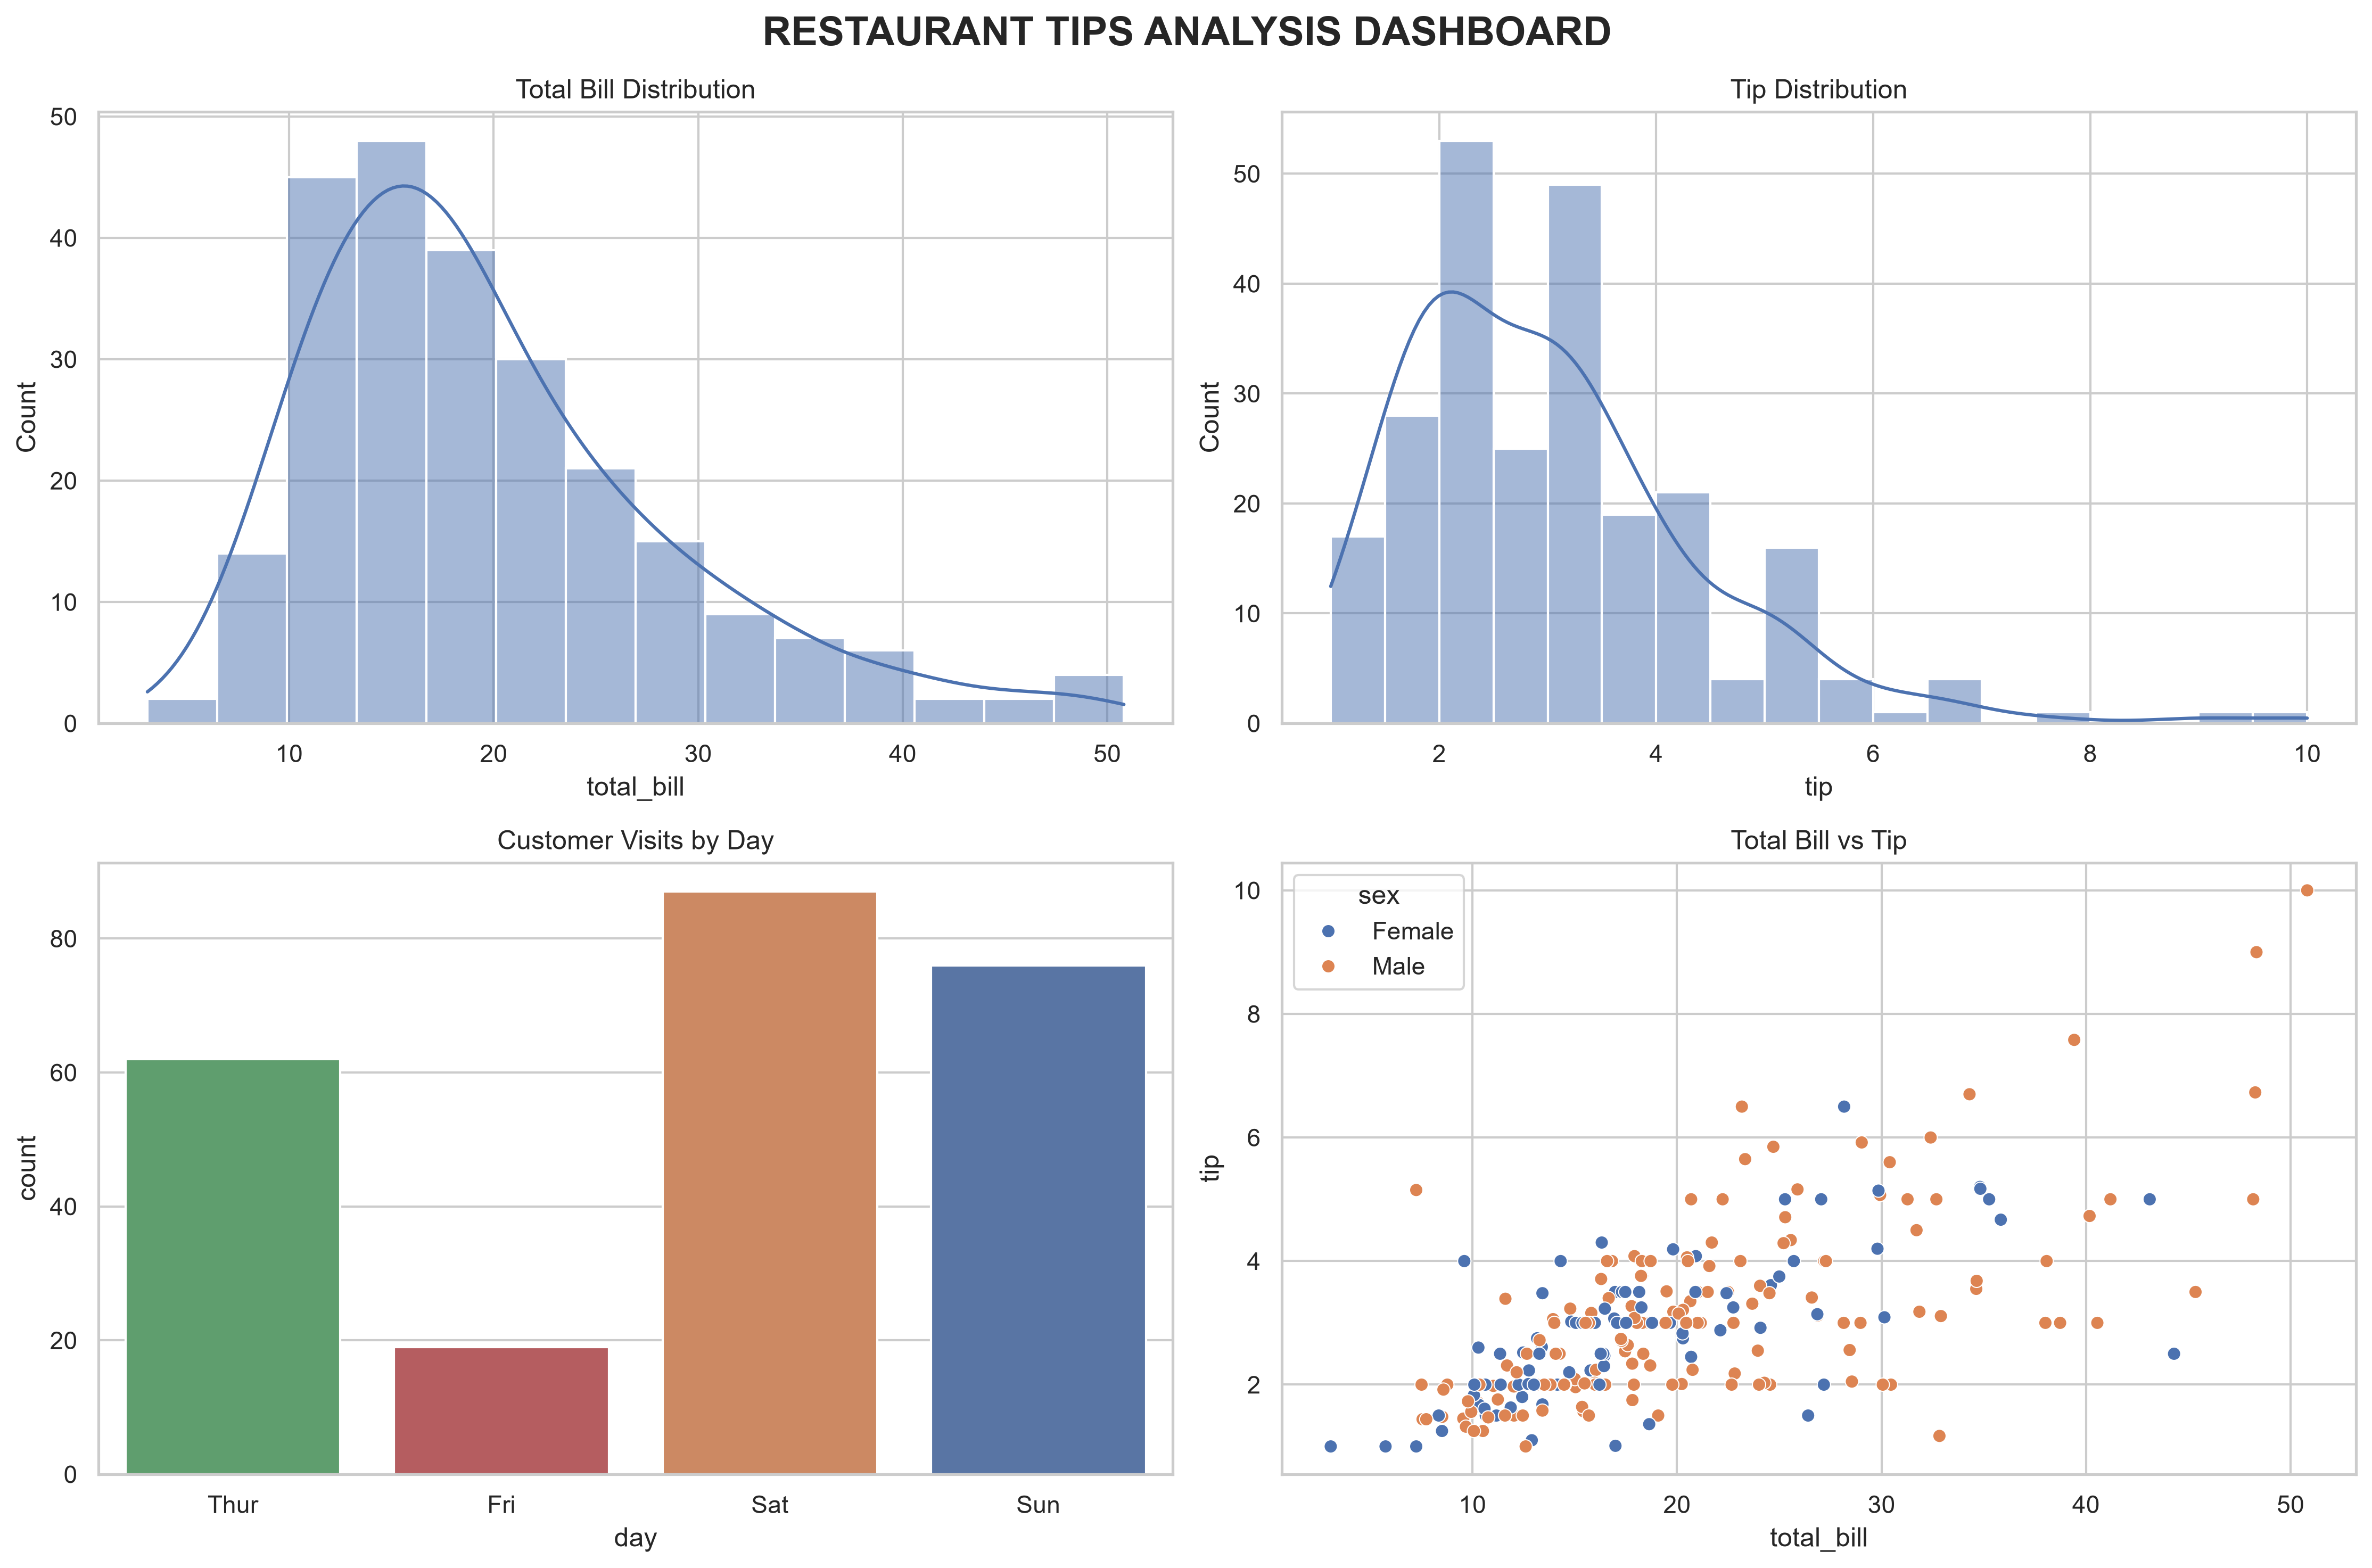 RESTAURANT TIPS ANALYSIS DASHBOARD
Total Bill Distribution
50
40
30
20
10
0
Count
10 20 30 40 50
total_bill
Tip Distribution
50
40
30
20
10
0
Count
2 4 6 8 10
tip
Customer Visits by Day
80
60
40
20
0
count
Thur Fri Sat Sun
day
Total Bill vs Tip
10
8
6
4
2
tip
sex
Female
Male
10 20 30 40 50
total_bill